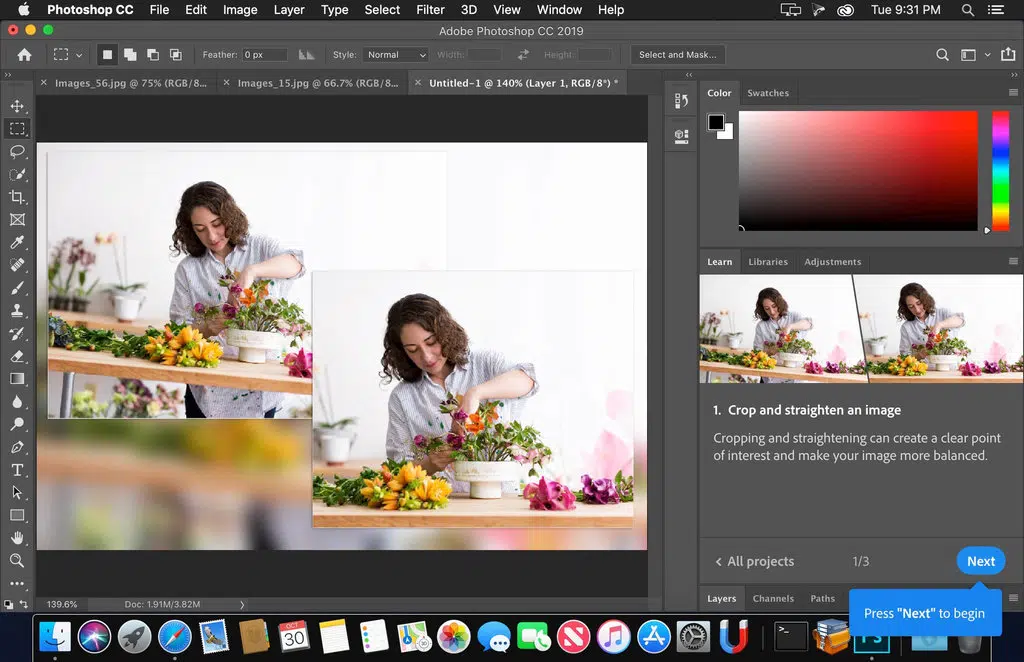 Photoshop CC File Edit Image Layer Type Select Filter 3D View Window Help Tue 9:31 PM
Adobe Photoshop CC 2019
Feather: 0 px Style: Normal Width: Height: Select and Mask...
Images_56.jpg @ 75% (RGB/8... Images_15.jpg @ 66.7% (RGB/8... Untitled-1 @ 140% (Layer 1, RGB/8*) *
Color Swatches
Learn Libraries Adjustments
1. Crop and straighten an image
Cropping and straightening can create a clear point
of interest and make your image more balanced.
All projects 1/3 Next
Layers Channels Paths
Press "Next" to begin
139.6% Doc: 1.91M/3.82M
OCT
30